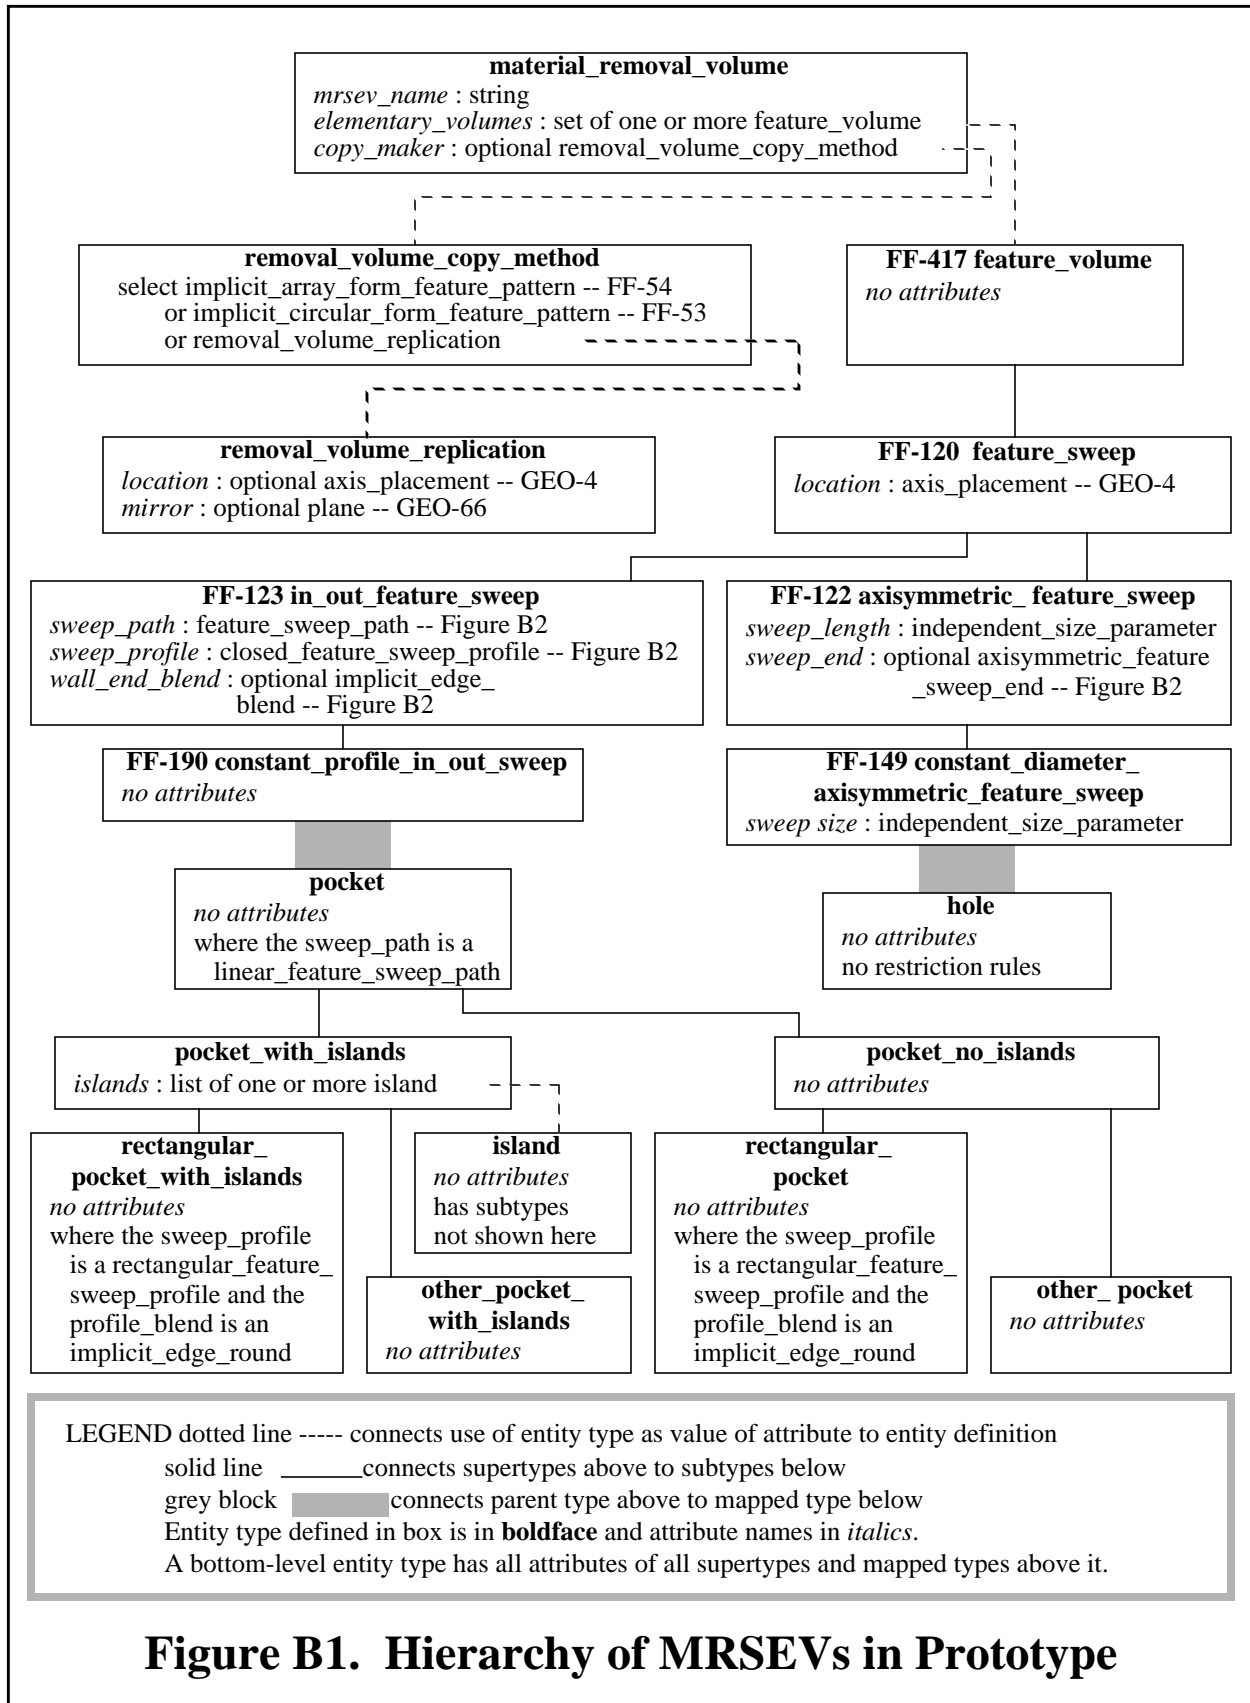 material_removal_volume
mrsev_name : string
elementary_volumes : set of one or more feature_volume
copy_maker : optional removal_volume_copy_method
removal_volume_copy_method
select implicit_array_form_feature_pattern -- FF-54
or implicit_circular_form_feature_pattern -- FF-53
or removal_volume_replication
FF-417 feature_volume
no attributes
removal_volume_replication
location : optional axis_placement -- GEO-4
mirror : optional plane -- GEO-66
FF-120 feature_sweep
location : axis_placement -- GEO-4
FF-123 in_out_feature_sweep
sweep_path : feature_sweep_path -- Figure B2
sweep_profile : closed_feature_sweep_profile -- Figure B2
wall_end_blend : optional implicit_edge_
blend -- Figure B2
FF-122 axisymmetric_ feature_sweep
sweep_length : independent_size_parameter
sweep_end : optional axisymmetric_feature
_sweep_end -- Figure B2
FF-190 constant_profile_in_out_sweep
no attributes
FF-149 constant_diameter_
axisymmetric_feature_sweep
sweep size : independent_size_parameter
pocket
no attributes
where the sweep_path is a
linear_feature_sweep_path
hole
no attributes
no restriction rules
pocket_with_islands
islands : list of one or more island
pocket_no_islands
no attributes
rectangular_
pocket_with_islands
no attributes
where the sweep_profile
is a rectangular_feature_
sweep_profile and the
profile_blend is an
implicit_edge_round
island
no attributes
has subtypes
not shown here
other_pocket_
with_islands
no attributes
rectangular_
pocket
no attributes
where the sweep_profile
is a rectangular_feature_
sweep_profile and the
profile_blend is an
implicit_edge_round
other_ pocket
no attributes
LEGEND dotted line ----- connects use of entity type as value of attribute to entity definition
solid line ______connects supertypes above to subtypes below
grey block connects parent type above to mapped type below
Entity type defined in box is in boldface and attribute names in italics.
A bottom-level entity type has all attributes of all supertypes and mapped types above it.
Figure B1. Hierarchy of MRSEVs in Prototype